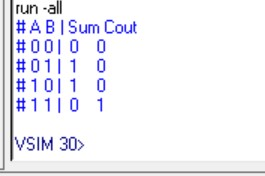 run -all
# A B | Sum Cout
# 0 0 | 0 0
# 0 1 | 1 0
# 1 0 | 1 0
# 1 1 | 0 1
VSIM 30>